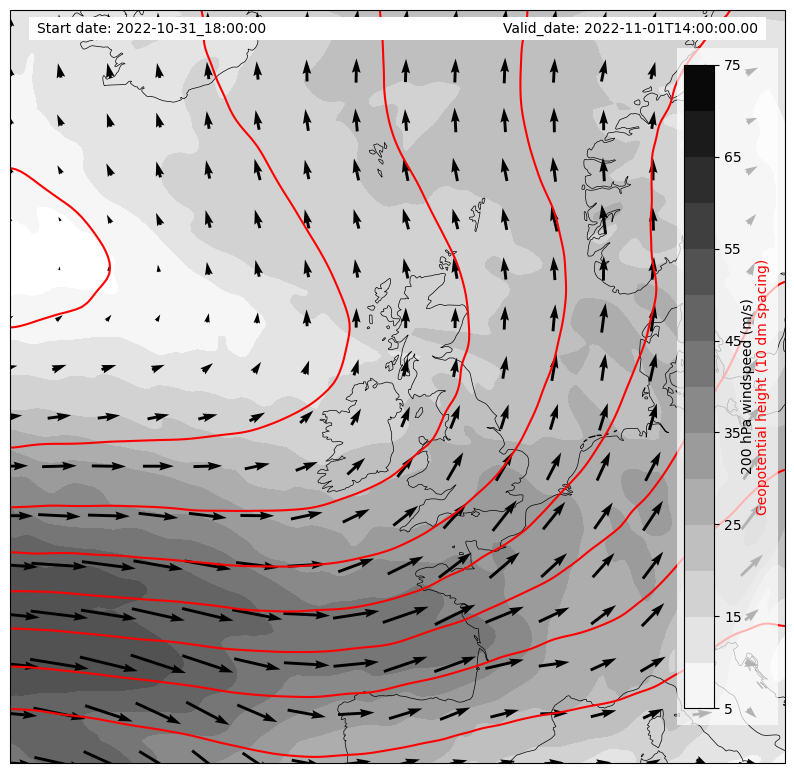 Start date: 2022-10-31_18:00:00
Valid_date: 2022-11-01T14:00:00.00
75
65
55
45
35
25
15
5
200 hPa windspeed (m/s)
Geopotential height (10 dm spacing)